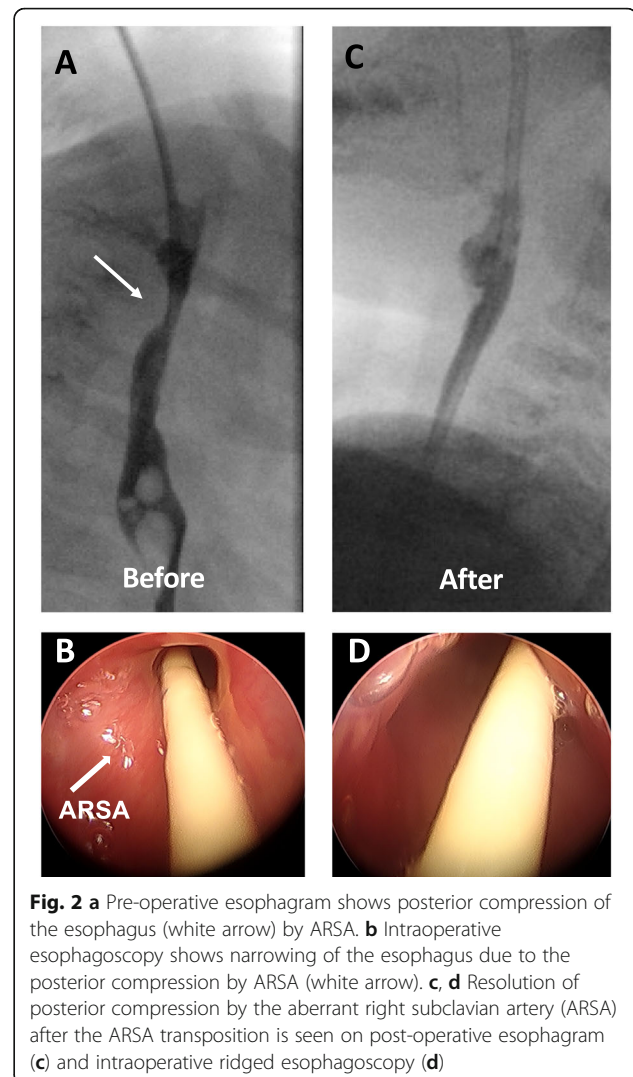 A
C
Before
After
B
D
ARSA
Fig. 2 a Pre-operative esophagram shows posterior compression of
the esophagus (white arrow) by ARSA. b Intraoperative
esophagoscopy shows narrowing of the esophagus due to the
posterior compression by ARSA (white arrow). c, d Resolution of
posterior compression by the aberrant right subclavian artery (ARSA)
after the ARSA transposition is seen on post-operative esophagram
(c) and intraoperative ridged esophagoscopy (d)